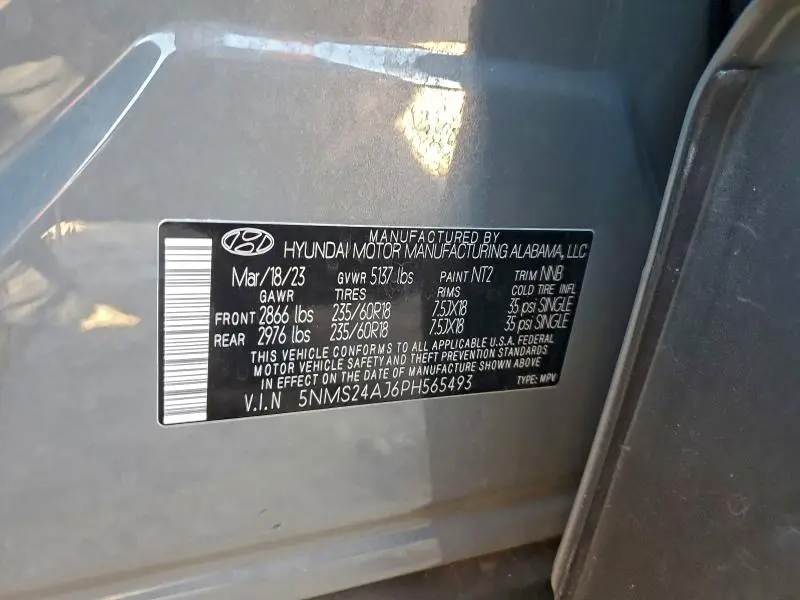 MANUFACTURED BY
HYUNDAI MOTOR MANUFACTURING ALABAMA, LLC
Mar/18/23 GVWR 5137 lbs PAINT NT2 TRIM NNB
GAWR TIRES RIMS COLD TIRE INFL
FRONT 2866 lbs 235/60R18 7.5JX18 35 psi SINGLE
REAR 2976 lbs 235/60R18 7.5JX18 35 psi SINGLE
THIS VEHICLE CONFORMS TO ALL APPLICABLE U.S.A. FEDERAL
MOTOR VEHICLE SAFETY AND THEFT PREVENTION STANDARDS
IN EFFECT ON THE DATE OF MANUFACTURE SHOWN ABOVE
V.I.N 5NMS24AJ6PH565493 TYPE: MPV